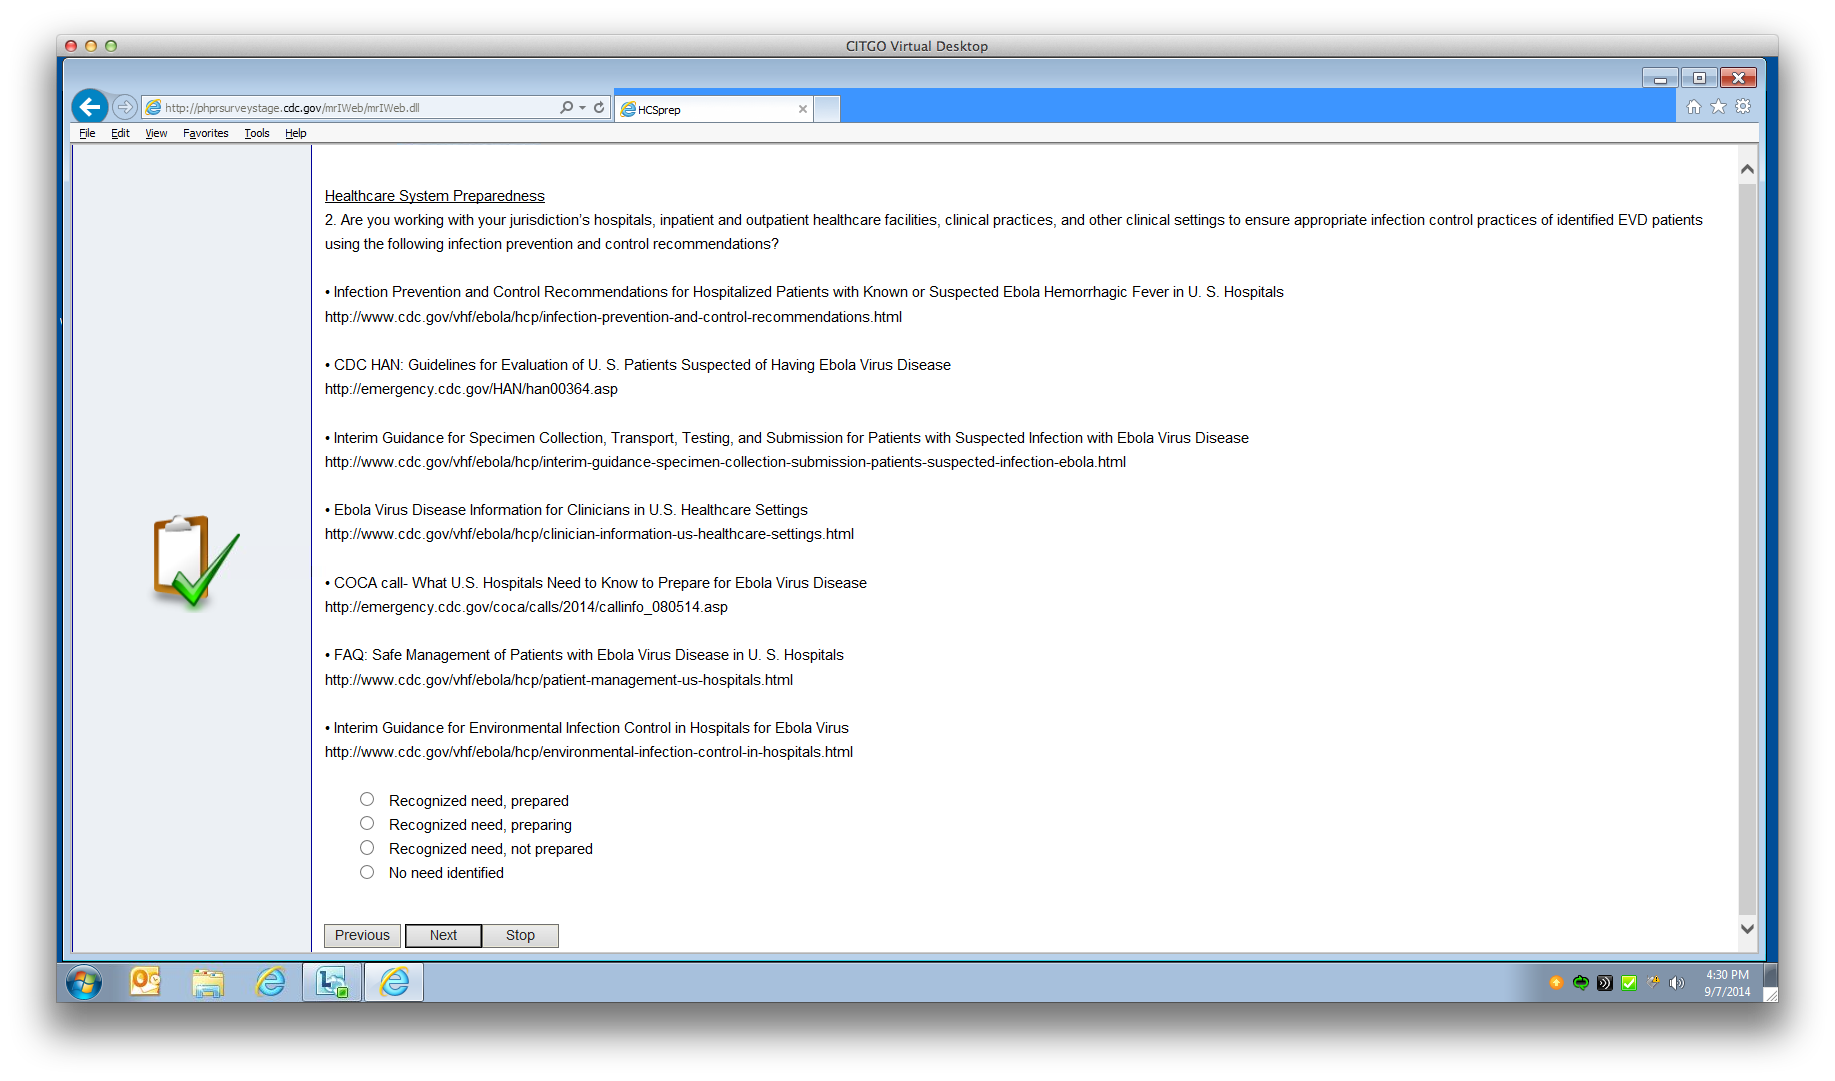 CITGO Virtual Desktop
http://phprsurveystage.cdc.gov/mrIWeb/mrIWeb.dll
HCSprep
File Edit View Favorites Tools Help
Healthcare System Preparedness
2. Are you working with your jurisdiction's hospitals, inpatient and outpatient healthcare facilities, clinical practices, and other clinical settings to ensure appropriate infection control practices of identified EVD patients
using the following infection prevention and control recommendations?
• Infection Prevention and Control Recommendations for Hospitalized Patients with Known or Suspected Ebola Hemorrhagic Fever in U. S. Hospitals
http://www.cdc.gov/vhf/ebola/hcp/infection-prevention-and-control-recommendations.html
• CDC HAN: Guidelines for Evaluation of U. S. Patients Suspected of Having Ebola Virus Disease
http://emergency.cdc.gov/HAN/han00364.asp
• Interim Guidance for Specimen Collection, Transport, Testing, and Submission for Patients with Suspected Infection with Ebola Virus Disease
http://www.cdc.gov/vhf/ebola/hcp/interim-guidance-specimen-collection-submission-patients-suspected-infection-ebola.html
• Ebola Virus Disease Information for Clinicians in U.S. Healthcare Settings
http://www.cdc.gov/vhf/ebola/hcp/clinician-information-us-healthcare-settings.html
• COCA call- What U.S. Hospitals Need to Know to Prepare for Ebola Virus Disease
http://emergency.cdc.gov/coca/calls/2014/callinfo_080514.asp
• FAQ: Safe Management of Patients with Ebola Virus Disease in U. S. Hospitals
http://www.cdc.gov/vhf/ebola/hcp/patient-management-us-hospitals.html
• Interim Guidance for Environmental Infection Control in Hospitals for Ebola Virus
http://www.cdc.gov/vhf/ebola/hcp/environmental-infection-control-in-hospitals.html
Recognized need, prepared
Recognized need, preparing
Recognized need, not prepared
No need identified
Previous Next Stop
4:30 PM
9/7/2014